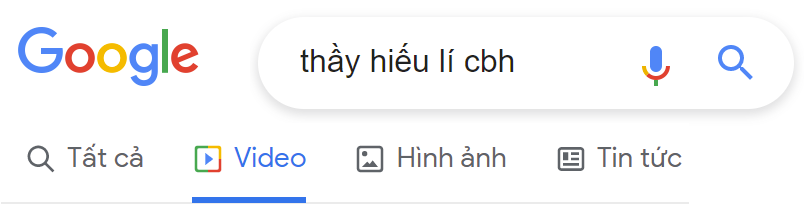 Google thầy hiếu lí cbh
Tất cả Video Hình ảnh Tin tức